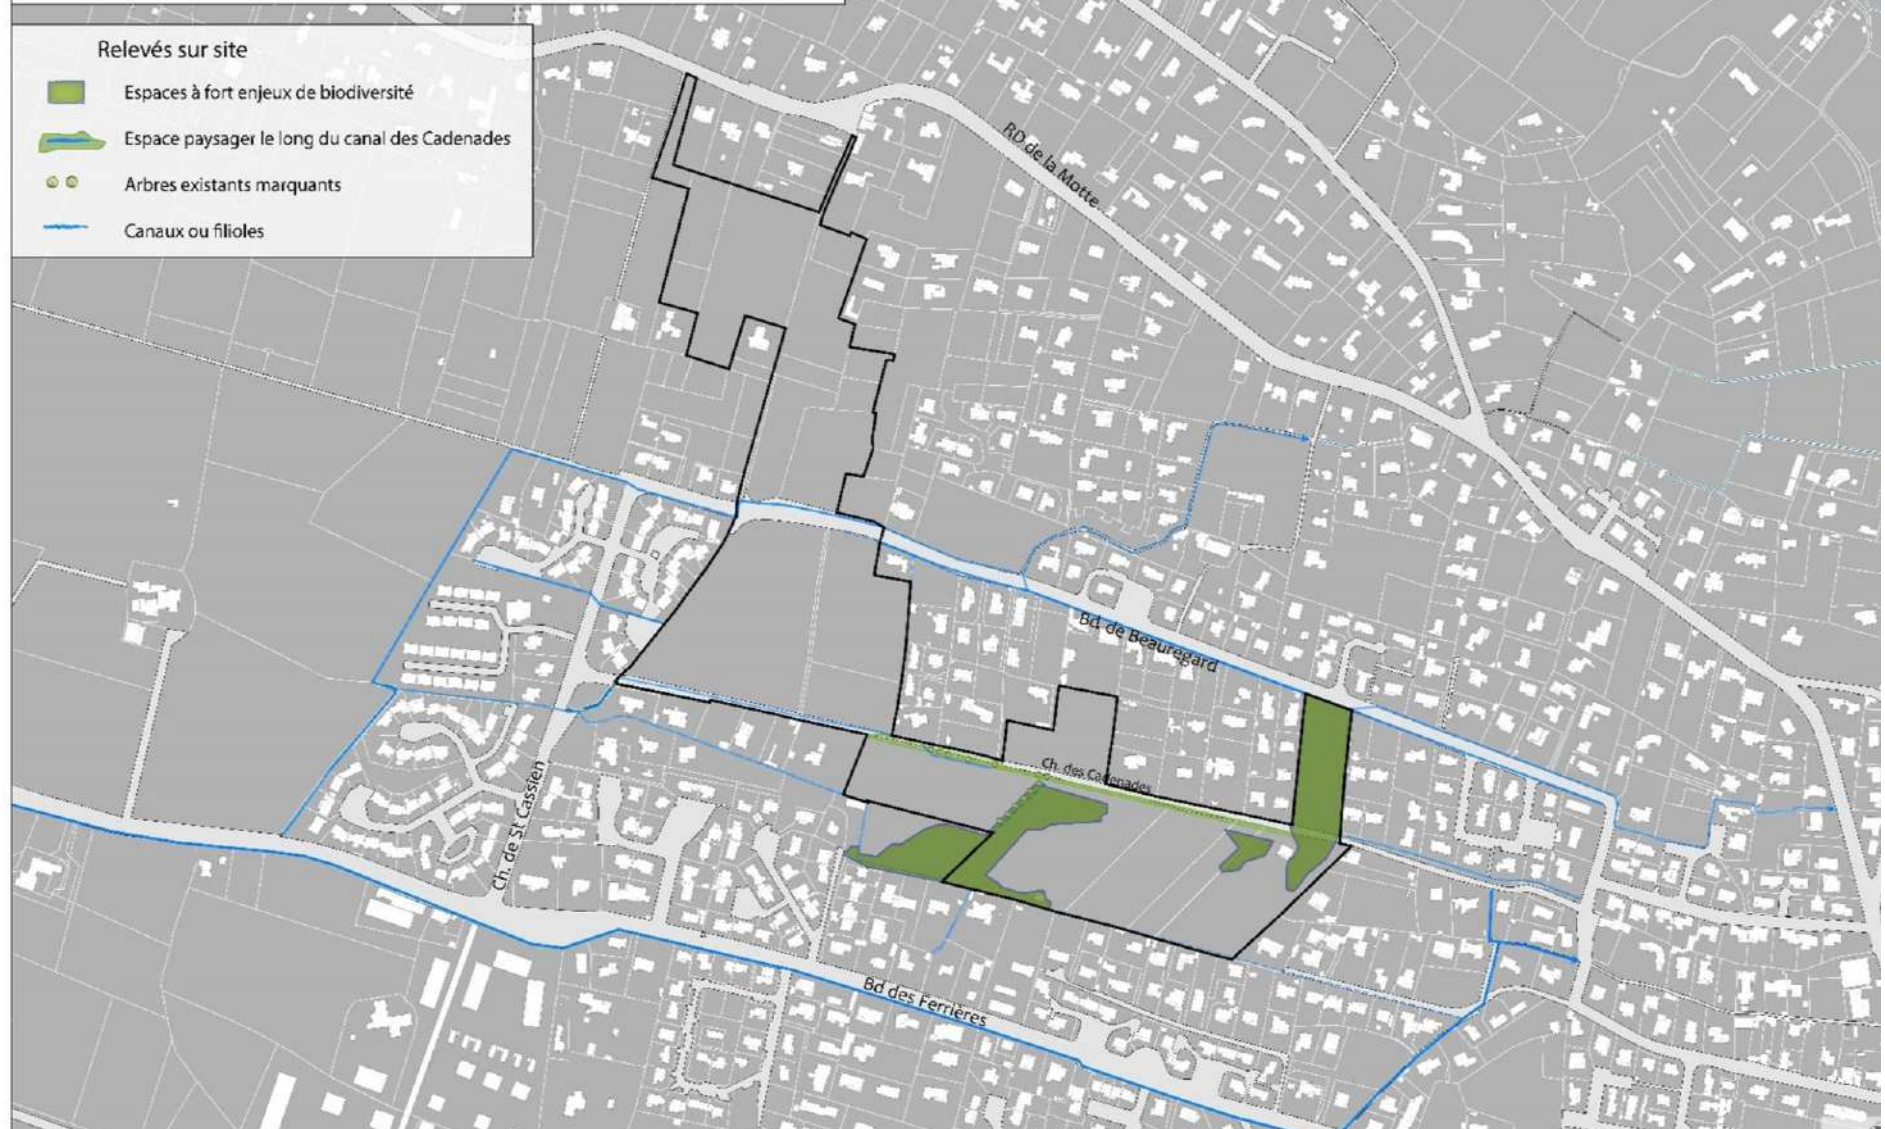 Relevés sur site
Espaces à fort enjeux de biodiversité
Espace paysager le long du canal des Cadenades
Arbres existants marquants
Canaux ou filioles
RD de la Motte
Bd. de Beauregard
Ch. des Cadenades
Ch. de St Cassien
Bd des Ferrières